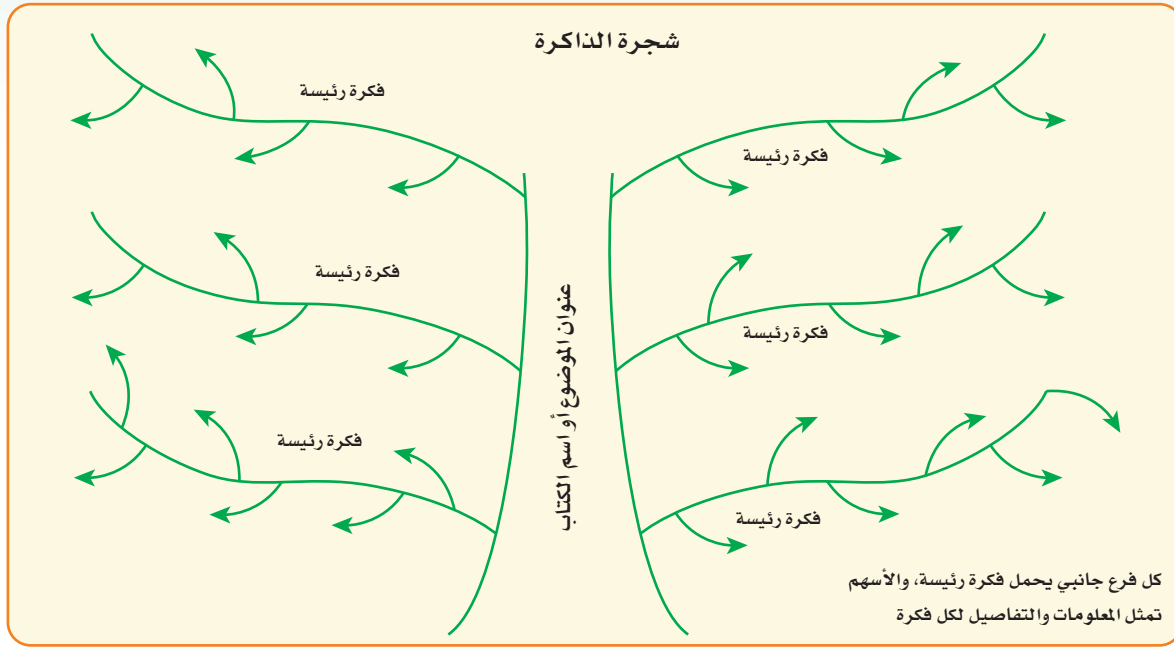 شجرة الذاكرة
فكرة رئيسة
فكرة رئيسة
فكرة رئيسة
فكرة رئيسة
عنوان الموضوع أو اسم الكتاب
فكرة رئيسة
فكرة رئيسة
كل فرع جانبي يحمل فكرة رئيسة، والأسهم
تمثل المعلومات والتفاصيل لكل فكرة